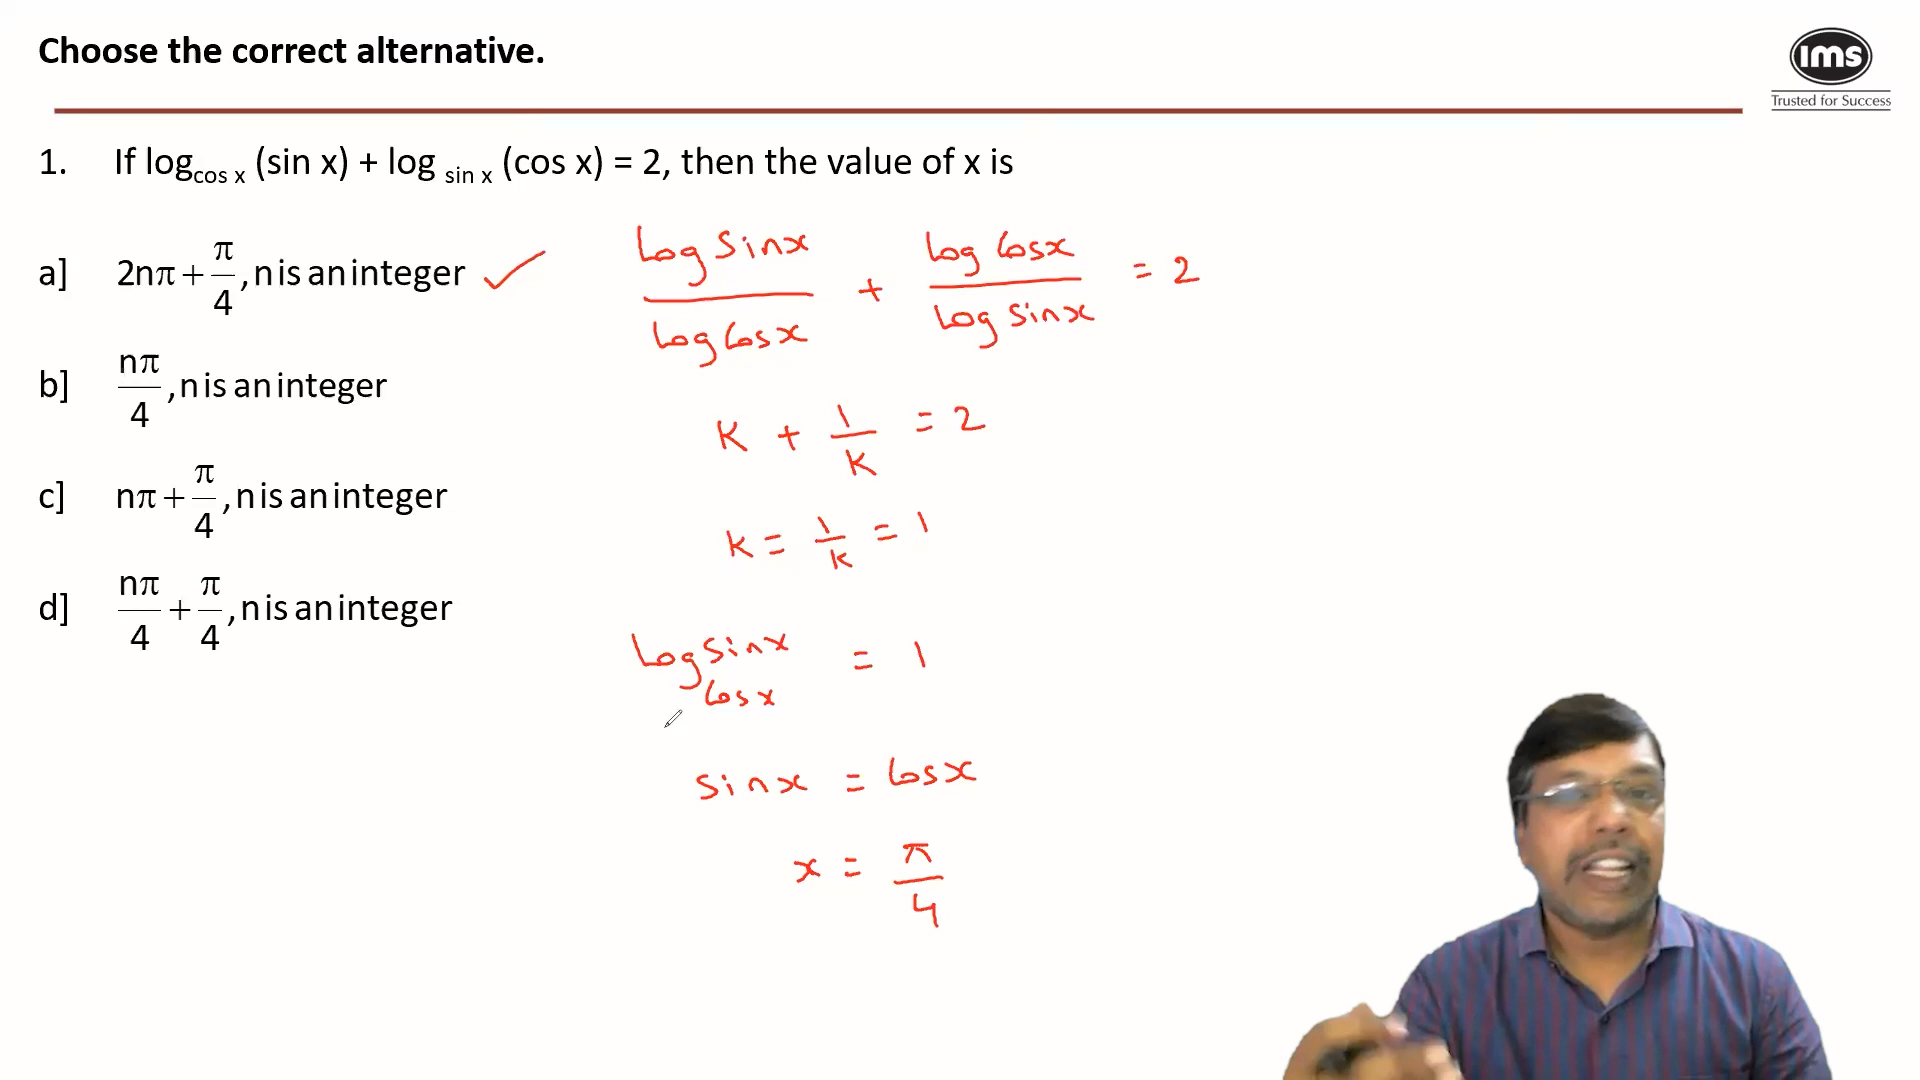 Choose the correct alternative.
ims
Trusted for Success
1. If log cos x (sin x) + log sin x (cos x) = 2, then the value of x is
a] 2nπ + π/4, n is an integer ✓
b] nπ/4, n is an integer
c] nπ + π/4, n is an integer
d] nπ/4 + π/4, n is an integer
log sinx / log cosx + log cosx / log sinx = 2
K + 1/K = 2
k = 1/k = 1
log sinx = 1
cosx
sinx = cosx
x = π/4